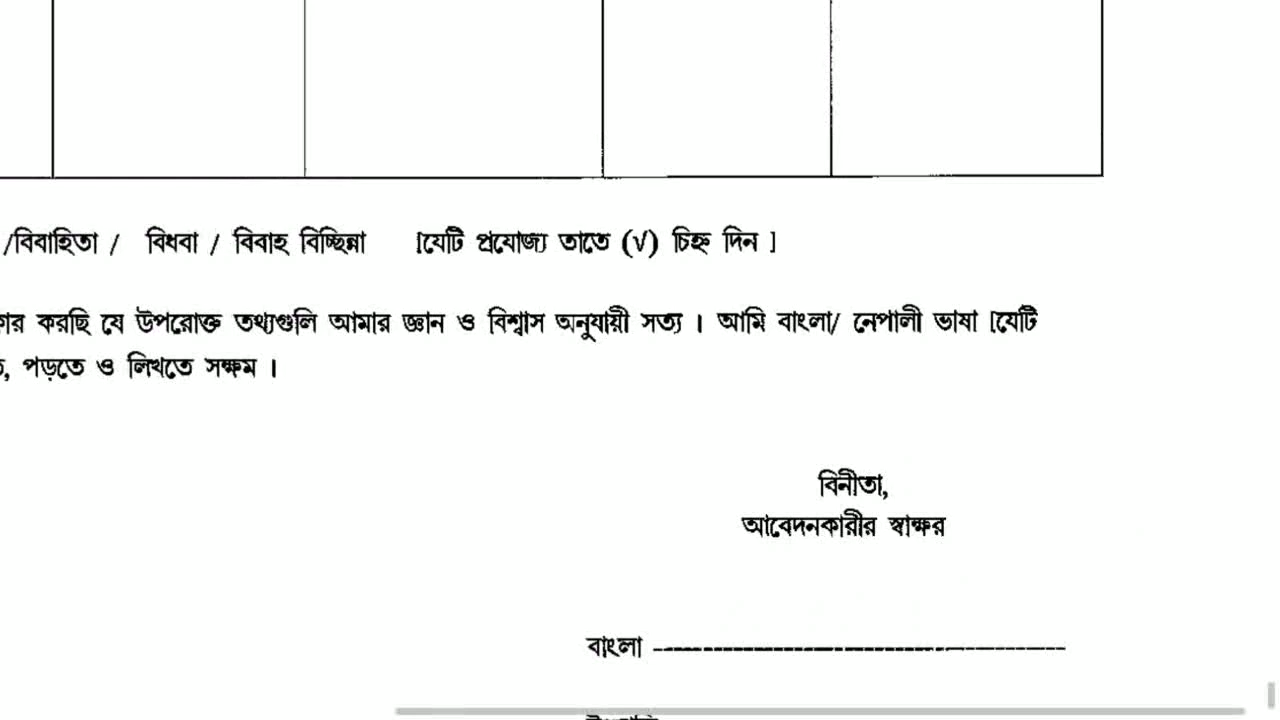 /বিবাহিতা / বিধবা / বিবাহ বিচ্ছিন্না [যেটি প্রযোজ্য তাতে (√) চিহ্ন দিন ]
করছি যে উপরোক্ত তথ্যগুলি আমার জ্ঞান ও বিশ্বাস অনুযায়ী সত্য । আমি বাংলা/ নেপালী ভাষা [যেটি
পড়তে ও লিখতে সক্ষম ।
বিনীতা,
আবেদনকারীর স্বাক্ষর
বাংলা